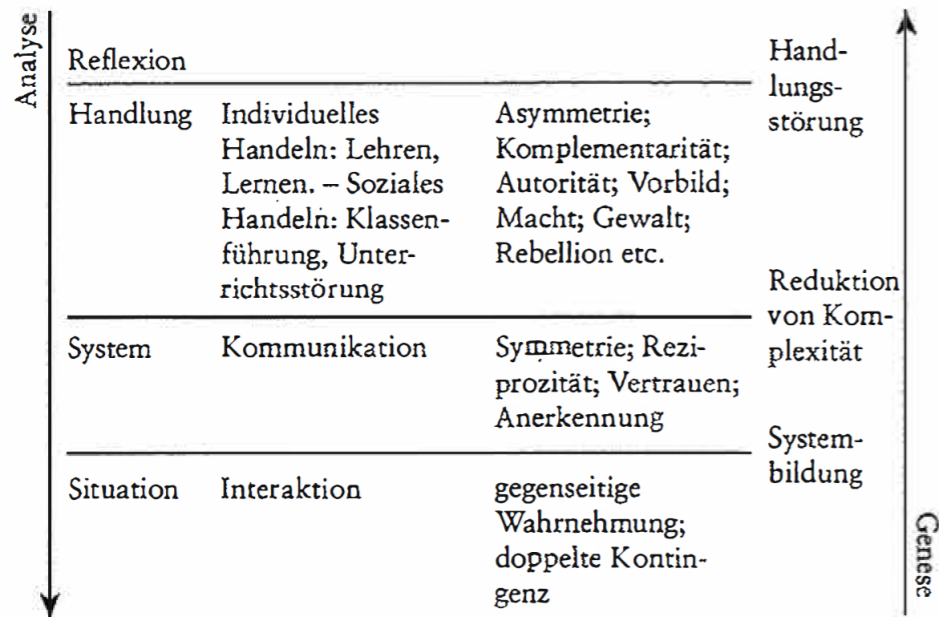 Analyse
Reflexion
Handlung
Individuelles
Handeln: Lehren,
Lernen. – Soziales
Handeln: Klassen-
führung, Unter-
richtsstörung
Asymmetrie;
Komplementarität;
Autorität; Vorbild;
Macht; Gewalt;
Rebellion etc.
System
Kommunikation
Symmetrie; Rezi-
prozität; Vertrauen;
Anerkennung
Situation
Interaktion
gegenseitige
Wahrnehmung;
doppelte Kontin-
genz
Hand-
lungs-
störung
Reduktion
von Kom-
plexität
System-
bildung
Genese